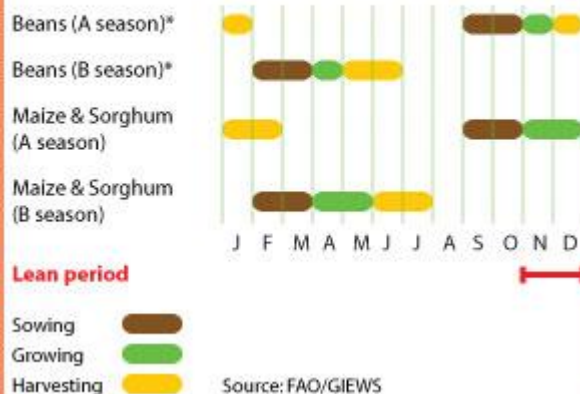 Beans (A season)*
Beans (B season)*
Maize & Sorghum
(A season)
Maize & Sorghum
(B season)
J F M A M J J A S O N D
Lean period
Sowing
Growing
Harvesting
Source: FAO/GIEWS